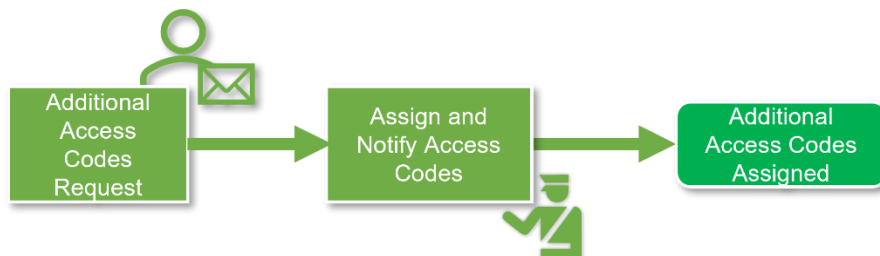 Additional
Access
Codes
Request
Assign and
Notify Access
Codes
Additional
Access Codes
Assigned